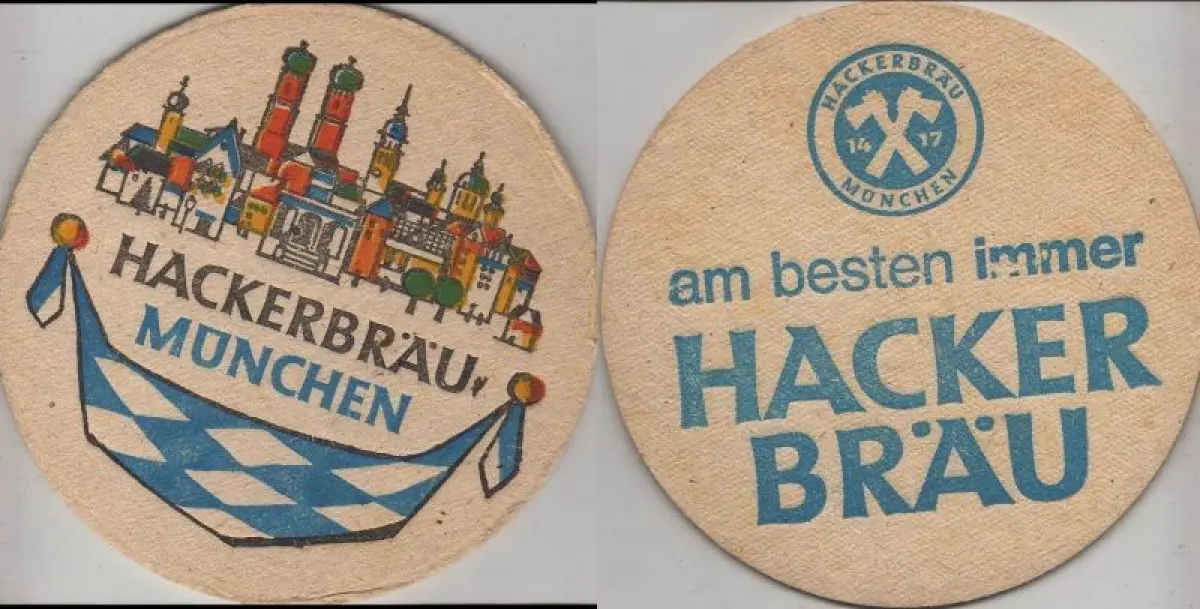 HACKERBRÄU
MÜNCHEN
HACKERBRÄU
14 17
MÜNCHEN
am besten immer
HACKER
BRÄU